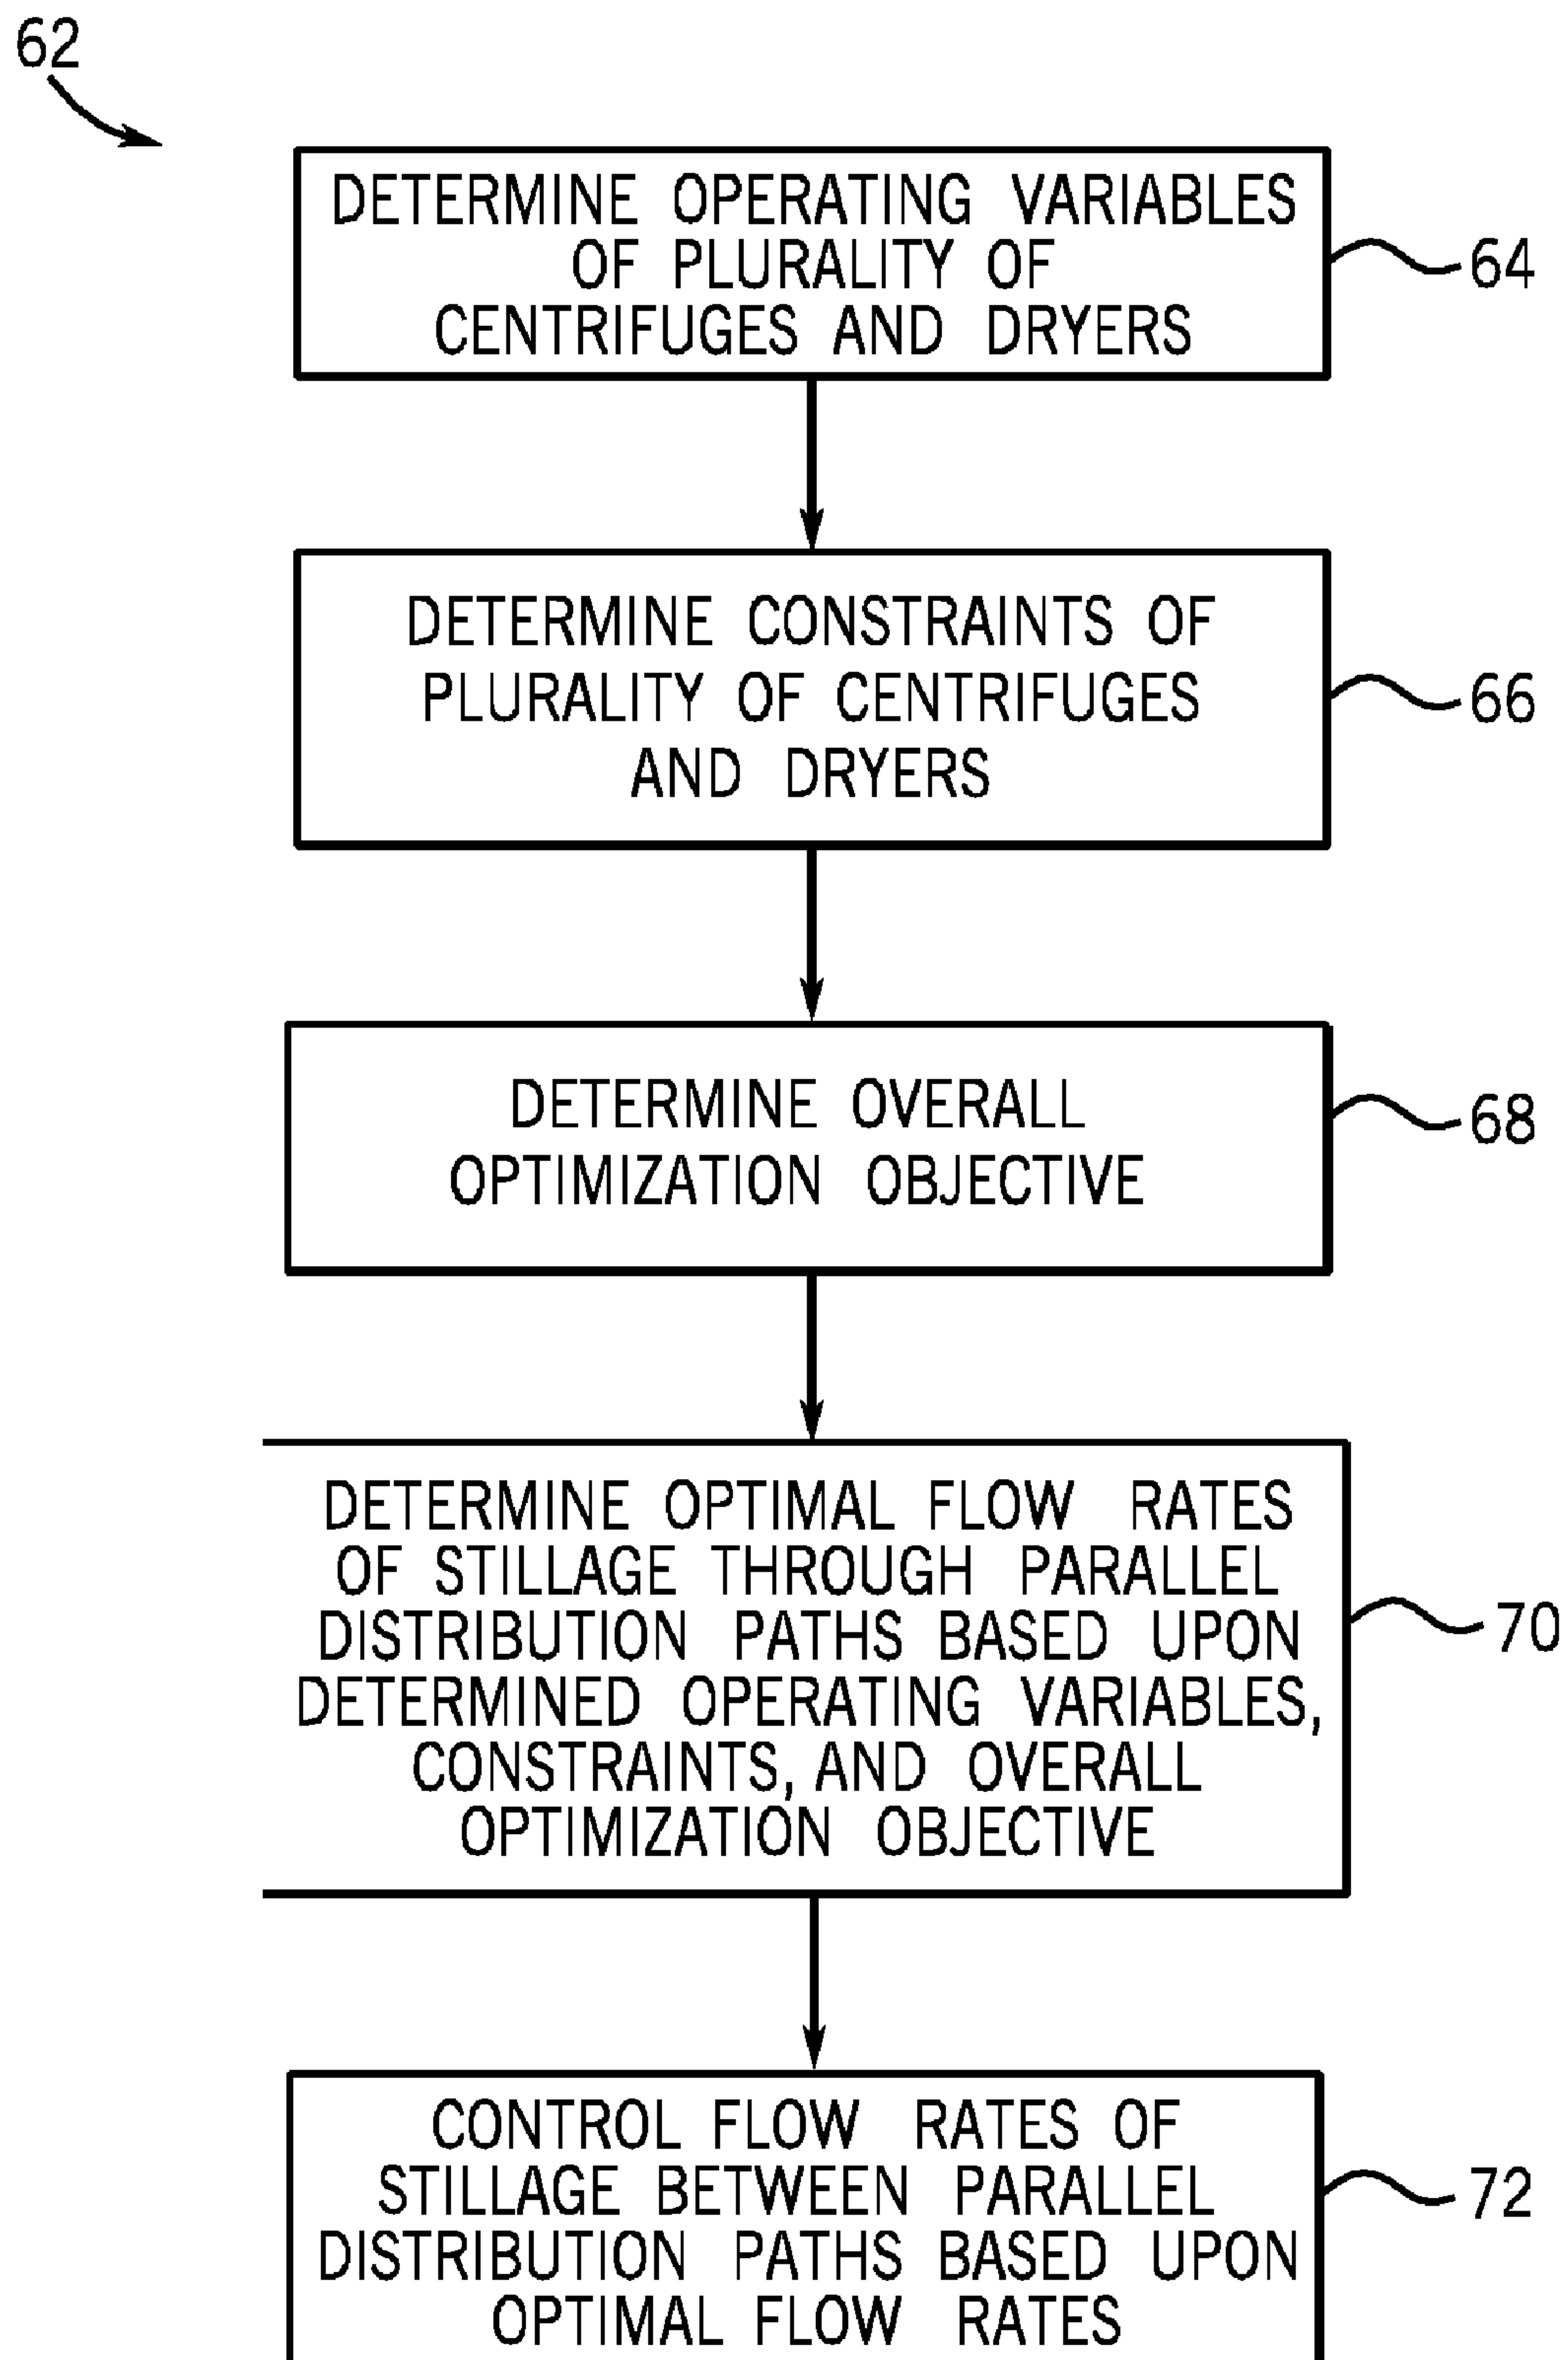 62
DETERMINE OPERATING VARIABLES
OF PLURALITY OF
CENTRIFUGES AND DRYERS
64
DETERMINE CONSTRAINTS OF
PLURALITY OF CENTRIFUGES
AND DRYERS
66
DETERMINE OVERALL
OPTIMIZATION OBJECTIVE
68
DETERMINE OPTIMAL FLOW RATES
OF STILLAGE THROUGH PARALLEL
DISTRIBUTION PATHS BASED UPON
DETERMINED OPERATING VARIABLES,
CONSTRAINTS, AND OVERALL
OPTIMIZATION OBJECTIVE
70
CONTROL FLOW RATES OF
STILLAGE BETWEEN PARALLEL
DISTRIBUTION PATHS BASED UPON
OPTIMAL FLOW RATES
72